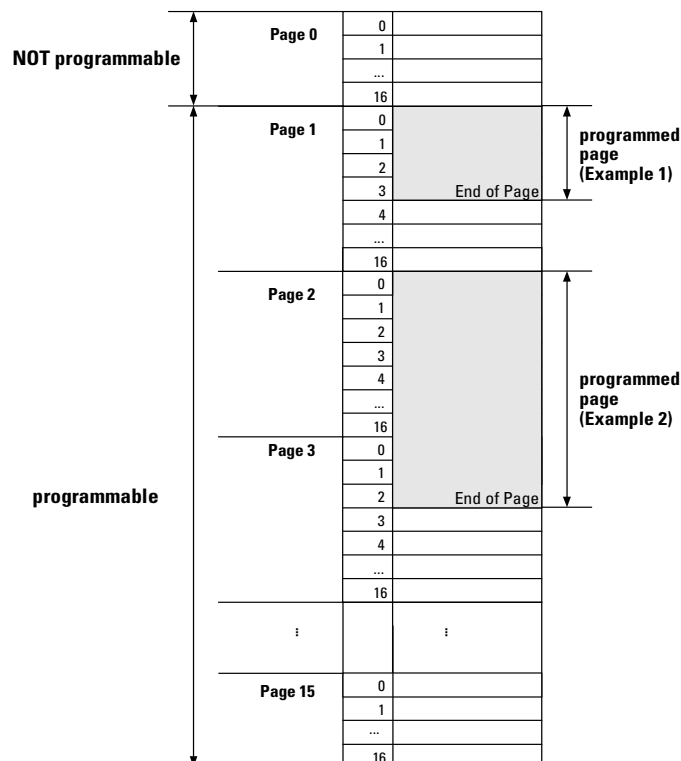 NOT programmable
Page 0
0
1
...
16
Page 1
0
1
2
3
End of Page
4
...
16
programmed
page
(Example 1)
Page 2
0
1
2
3
4
...
16
programmed
page
(Example 2)
programmable
Page 3
0
1
2
End of Page
3
4
...
16
...
...
Page 15
0
1
...
16